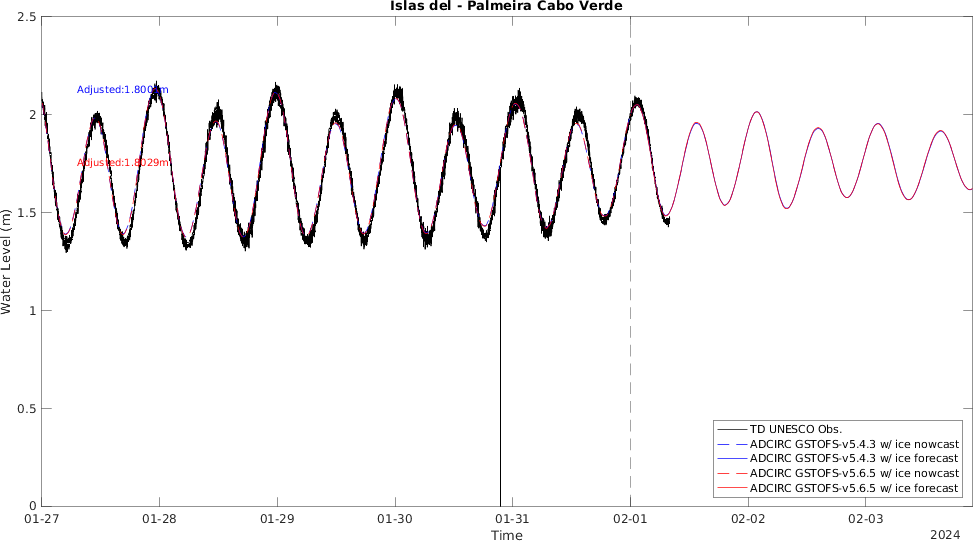 Islas del - Palmeira Cabo Verde
2.5
2
1.5
1
0.5
0
Water Level (m)
Adjusted:1.8029m
01-27
01-28
01-29
01-30
01-31
02-01
02-02
02-03
Time
2024
TD UNESCO Obs.
ADCIRC GSTOFS-v5.4.3 w/ ice nowcast
ADCIRC GSTOFS-v5.4.3 w/ ice forecast
ADCIRC GSTOFS-v5.6.5 w/ ice nowcast
ADCIRC GSTOFS-v5.6.5 w/ ice forecast